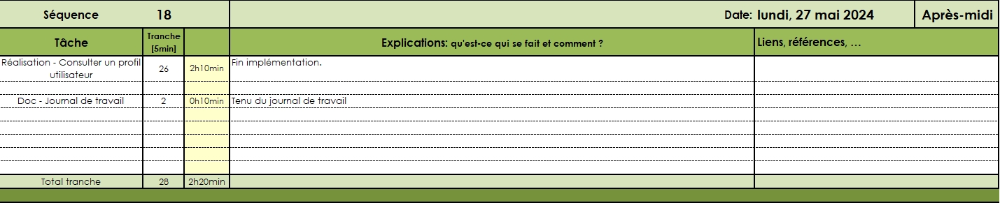 Séquence 18 Date: lundi, 27 mai 2024 Après-midi
Tâche Tranche [5min] Explications: qu'est-ce qui se fait et comment ? Liens, références, ...
Réalisation - Consulter un profil utilisateur 26 2h10min Fin implémentation.
Doc - Journal de travail 2 0h10min Tenu du journal de travail
Total tranche 28 2h20min